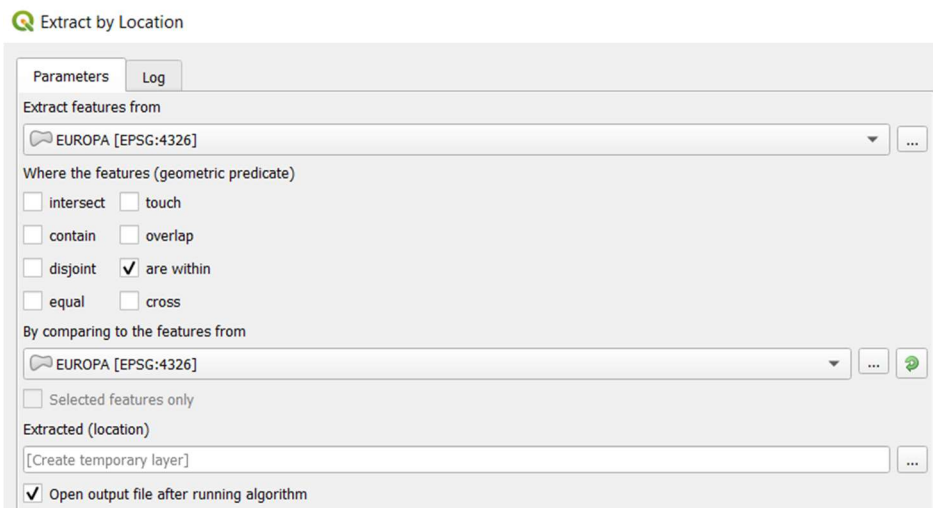 Extract by Location
Parameters Log
Extract features from
EUROPA [EPSG:4326] ...
Where the features (geometric predicate)
intersect touch
contain overlap
disjoint are within
equal cross
By comparing to the features from
EUROPA [EPSG:4326] ...
Selected features only
Extracted (location)
[Create temporary layer] ...
Open output file after running algorithm